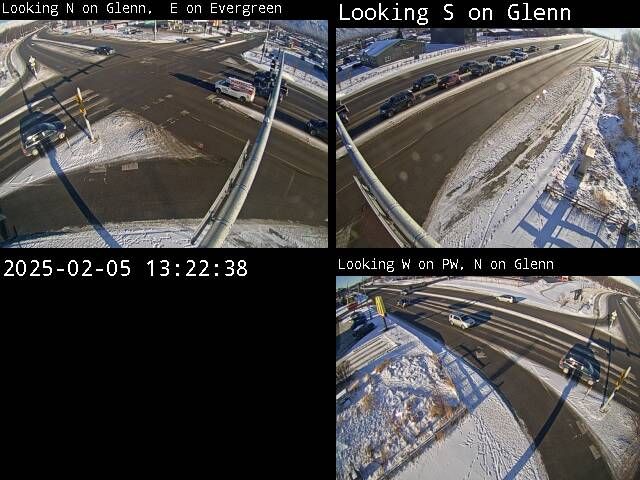 Looking N on Glenn,  E on Evergreen
Looking S on Glenn
2025-02-05 13:22:38
Looking W on PW, N on Glenn